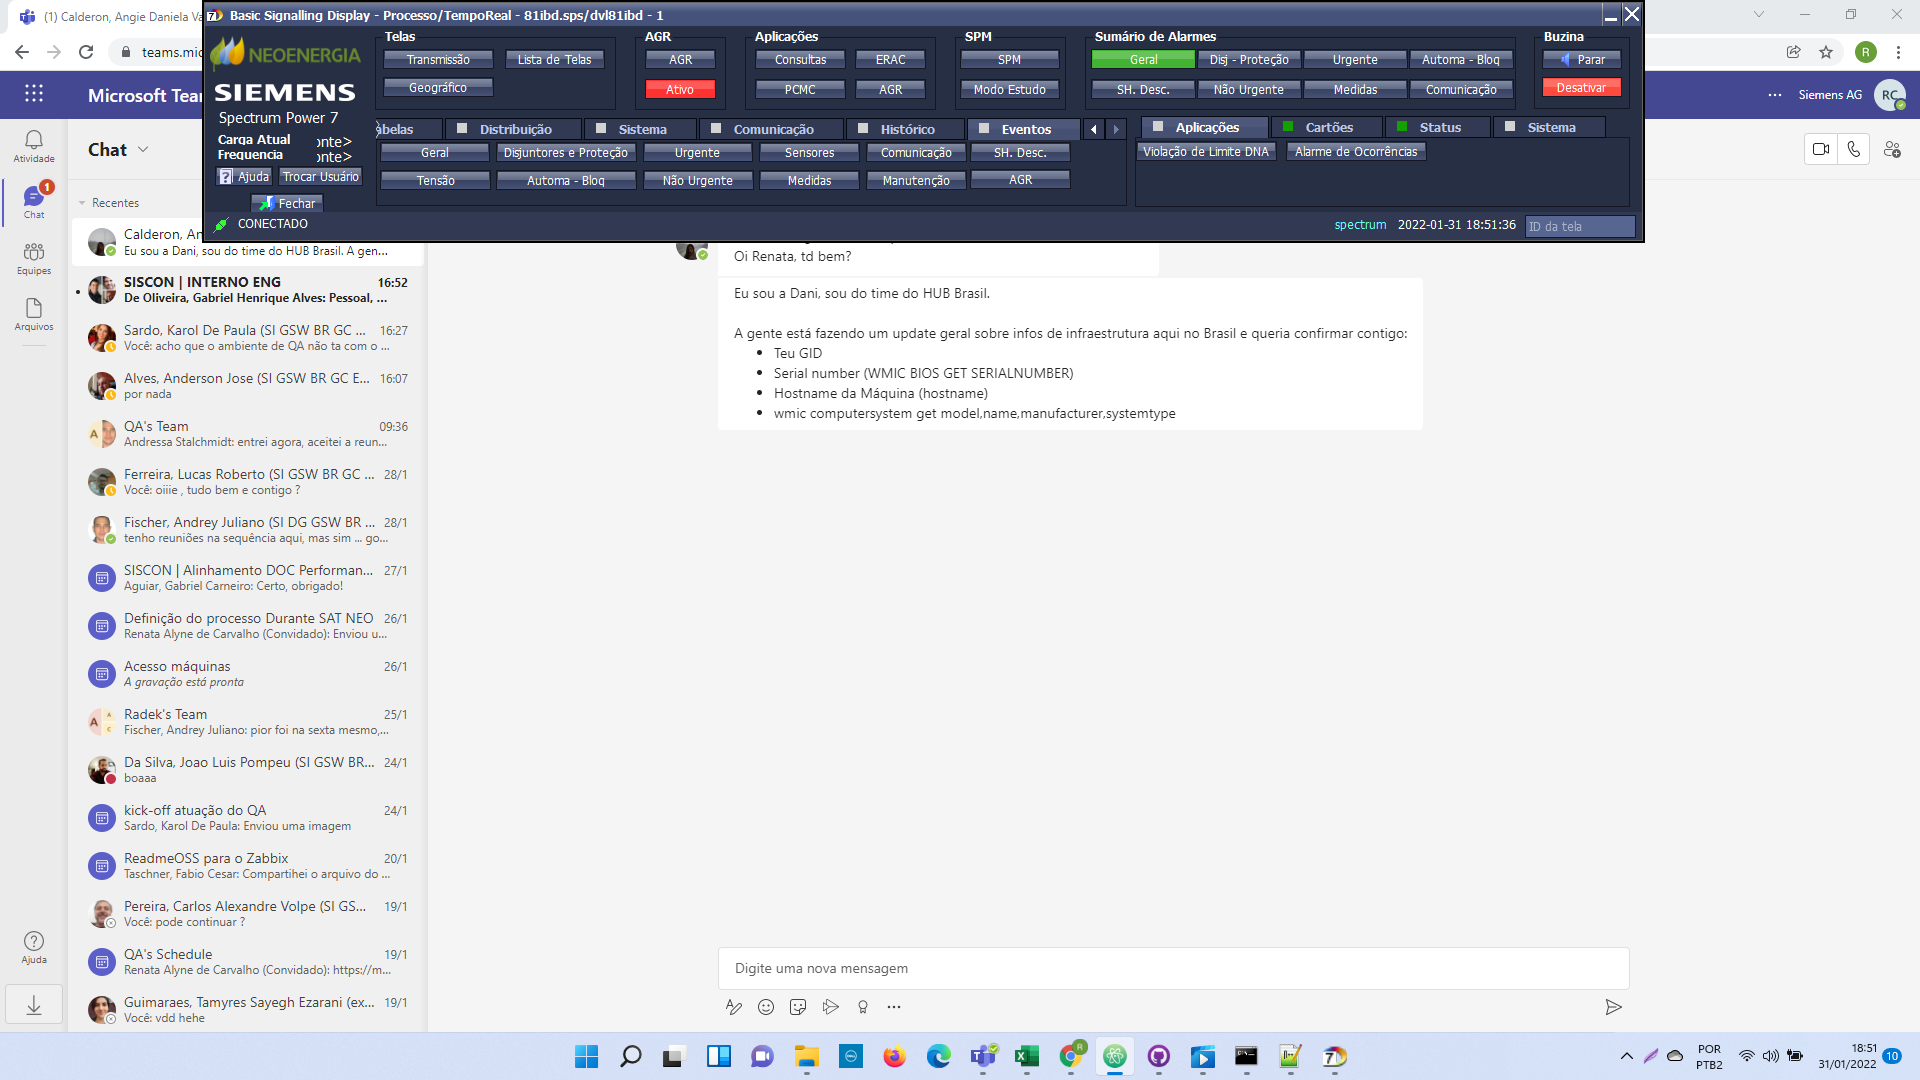 (1) Calderon, Angie Daniela Va
teams.mic
Basic Signalling Display - Processo/TempoReal - 81ibd.sps/dvl81ibd - 1
NEOENERGIA
SIEMENS
Spectrum Power 7
Carga Atual
onte>
Frequencia
onte>
Ajuda
Trocar Usuário
Fechar
CONECTADO
Telas
Transmissão
Lista de Telas
Geográfico
AGR
AGR
Ativo
Aplicações
Consultas
ERAC
PCMC
AGR
SPM
SPM
Modo Estudo
Sumário de Alarmes
Geral
Disj - Proteção
Urgente
Automa - Bloq
SH. Desc.
Não Urgente
Medidas
Comunicação
Buzina
Parar
Desativar
abelas
Distribuição
Sistema
Comunicação
Histórico
Eventos
Geral
Disjuntores e Proteção
Urgente
Sensores
Comunicação
SH. Desc.
Tensão
Automa - Bloq
Não Urgente
Medidas
Manutenção
AGR
Aplicações
Cartões
Status
Sistema
Violação de Limite DNA
Alarme de Ocorrências
spectrum
2022-01-31 18:51:36
ID da tela
R
Microsoft Tea
Siemens AG
RC
Atividade
1
Chat
Equipes
Arquivos
Ajuda
Chat
Recentes
Calderon, An
Eu sou a Dani, sou do time do HUB Brasil. A gen...
SISCON | INTERNO ENG
16:52
De Oliveira, Gabriel Henrique Alves: Pessoal, ...
Sardo, Karol De Paula (SI GSW BR GC ...
16:27
Você: acho que o ambiente de QA não ta com o ...
Alves, Anderson Jose (SI GSW BR GC E...
16:07
por nada
QA's Team
09:36
Andressa Stalchmidt: entrei agora, aceitei a reun...
Ferreira, Lucas Roberto (SI GSW BR GC ...
28/1
Você: oiiie , tudo bem e contigo ?
Fischer, Andrey Juliano (SI DG GSW BR ...
28/1
tenho reuniões na sequência aqui, mas sim ... go...
SISCON | Alinhamento DOC Performan...
27/1
Aguiar, Gabriel Carneiro: Certo, obrigado!
Definição do processo Durante SAT NEO
26/1
Renata Alyne de Carvalho (Convidado): Enviou u...
Acesso máquinas
26/1
A gravação está pronta
Radek's Team
25/1
Fischer, Andrey Juliano: pior foi na sexta mesmo,...
Da Silva, Joao Luis Pompeu (SI GSW BR...
24/1
boaaa
kick-off atuação do QA
24/1
Sardo, Karol De Paula: Enviou uma imagem
ReadmeOSS para o Zabbix
20/1
Taschner, Fabio Cesar: Compartihei o arquivo do ...
Pereira, Carlos Alexandre Volpe (SI GS...
19/1
Você: pode continuar ?
QA's Schedule
19/1
Renata Alyne de Carvalho (Convidado): https://m...
Guimaraes, Tamyres Sayegh Ezarani (ex...
19/1
Você: vdd hehe
Oi Renata, td bem?
Eu sou a Dani, sou do time do HUB Brasil.
A gente está fazendo um update geral sobre infos de infraestrutura aqui no Brasil e queria confirmar contigo:
Teu GID
Serial number (WMIC BIOS GET SERIALNUMBER)
Hostname da Máquina (hostname)
wmic computersystem get model,name,manufacturer,systemtype
Digite uma nova mensagem
POR
PTB2
18:51
31/01/2022
10